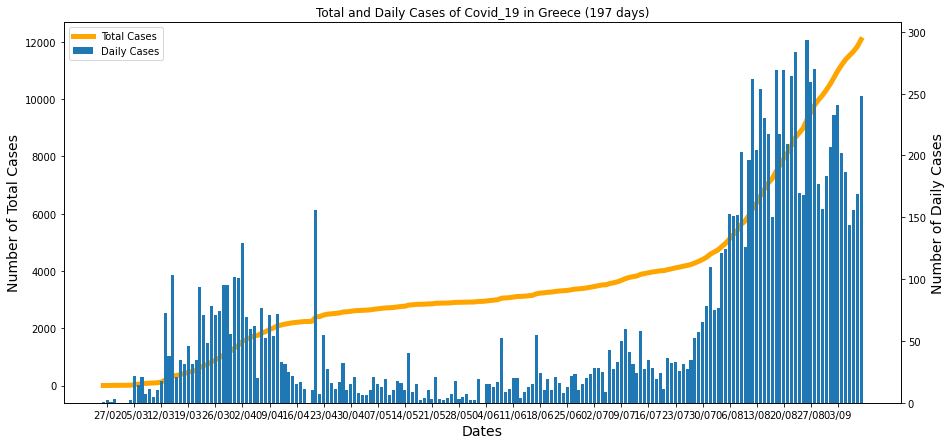 Total and Daily Cases of Covid_19 in Greece (197 days)
Total Cases
Daily Cases
Number of Total Cases
12000
10000
8000
6000
4000
2000
0
300
250
200
150
100
50
0
Number of Daily Cases
27/02 05/03 12/03 19/03 26/03 2/04 9/04 16/04 23/04 30/04 07/05 14/05 21/05 28/05 4/06 11/06 18/06 25/06 02/07 9/07 16/07 23/07 30/07 06/08 13/08 20/08 27/08 03/09
Dates